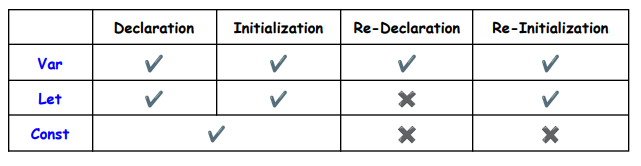 Declaration Initialization Re-Declaration Re-Initialization
Var ✔ ✔ ✔ ✔
Let ✔ ✔ ✖ ✔
Const ✔ ✖ ✖